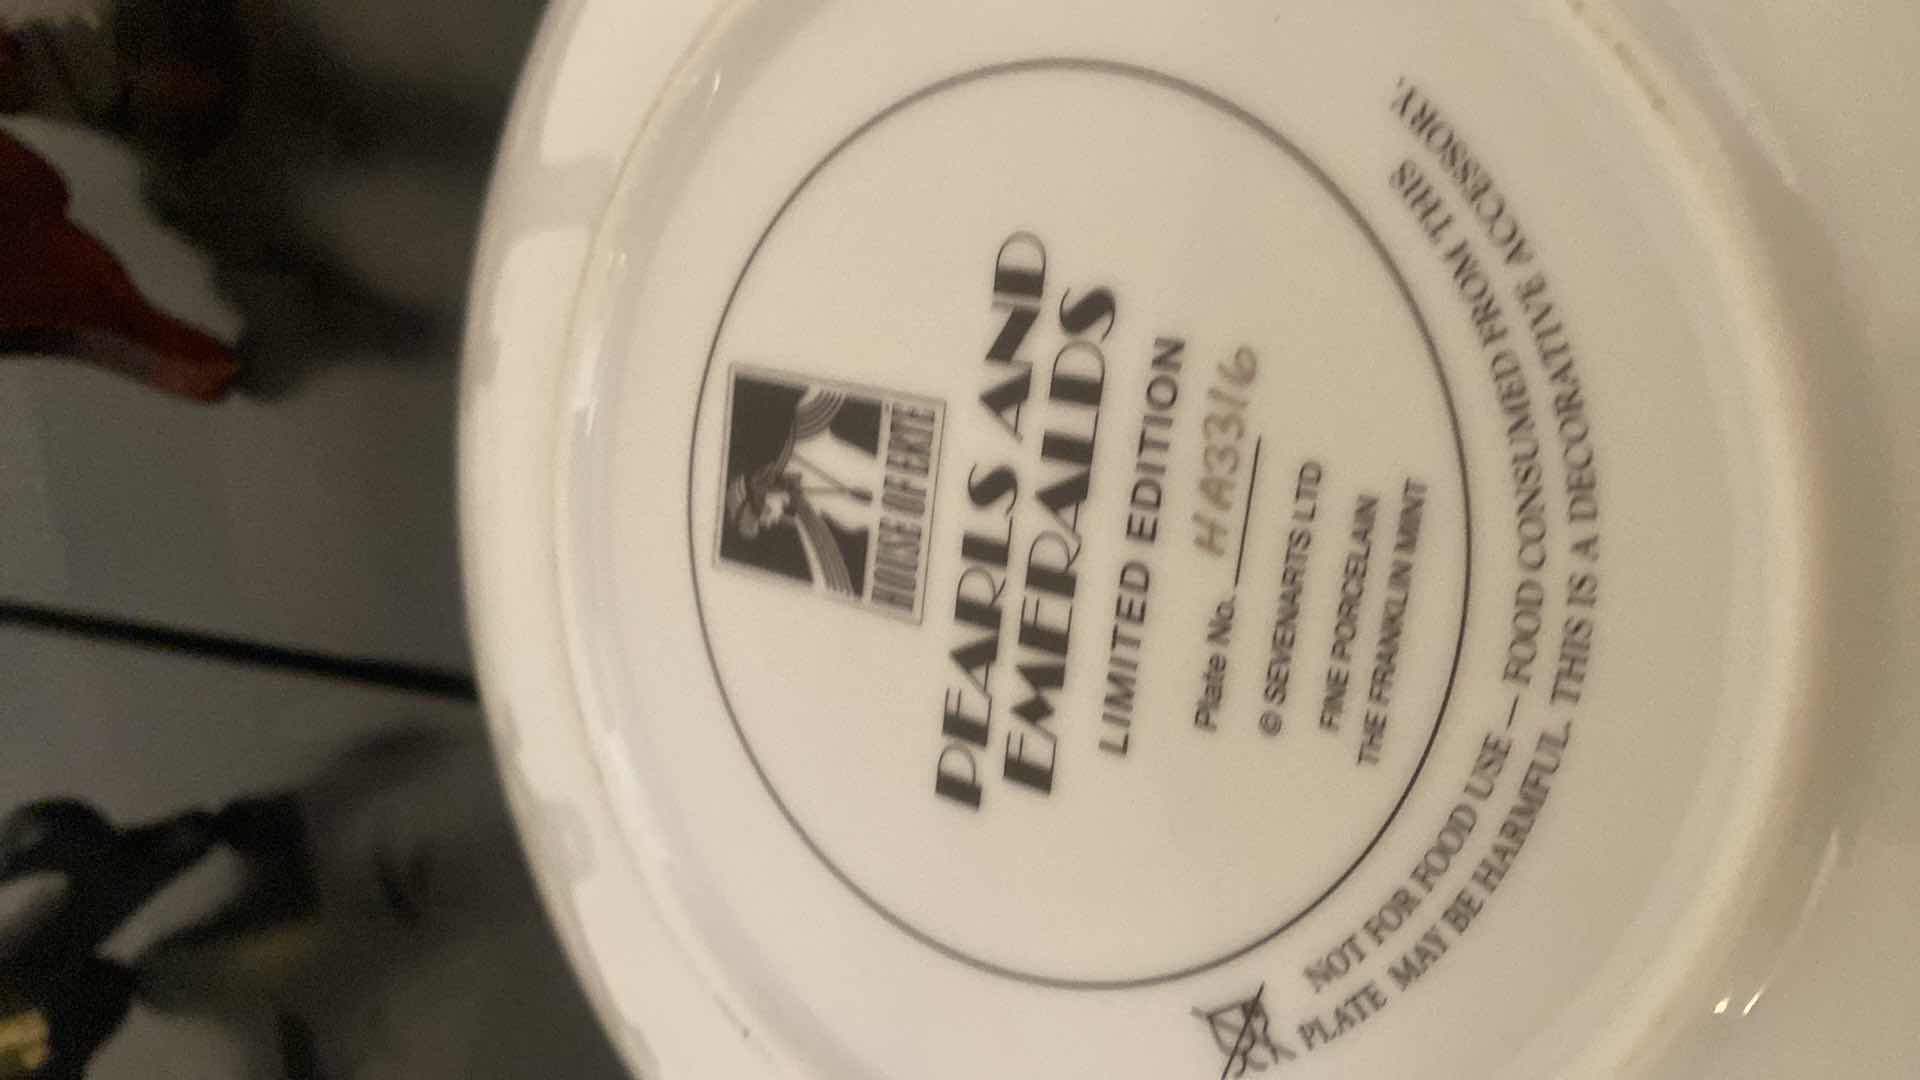 HOUSE OF ERTÉ
PEARLS AND
EMERALDS
LIMITED EDITION
Plate No. HA3316
© SEVENARTS LTD
FINE PORCELAIN
THE FRANKLIN MINT
NOT FOR FOOD USE — FOOD CONSUMED FROM THIS
PLATE MAY BE HARMFUL. THIS IS A DECORATIVE ACCESSORY.